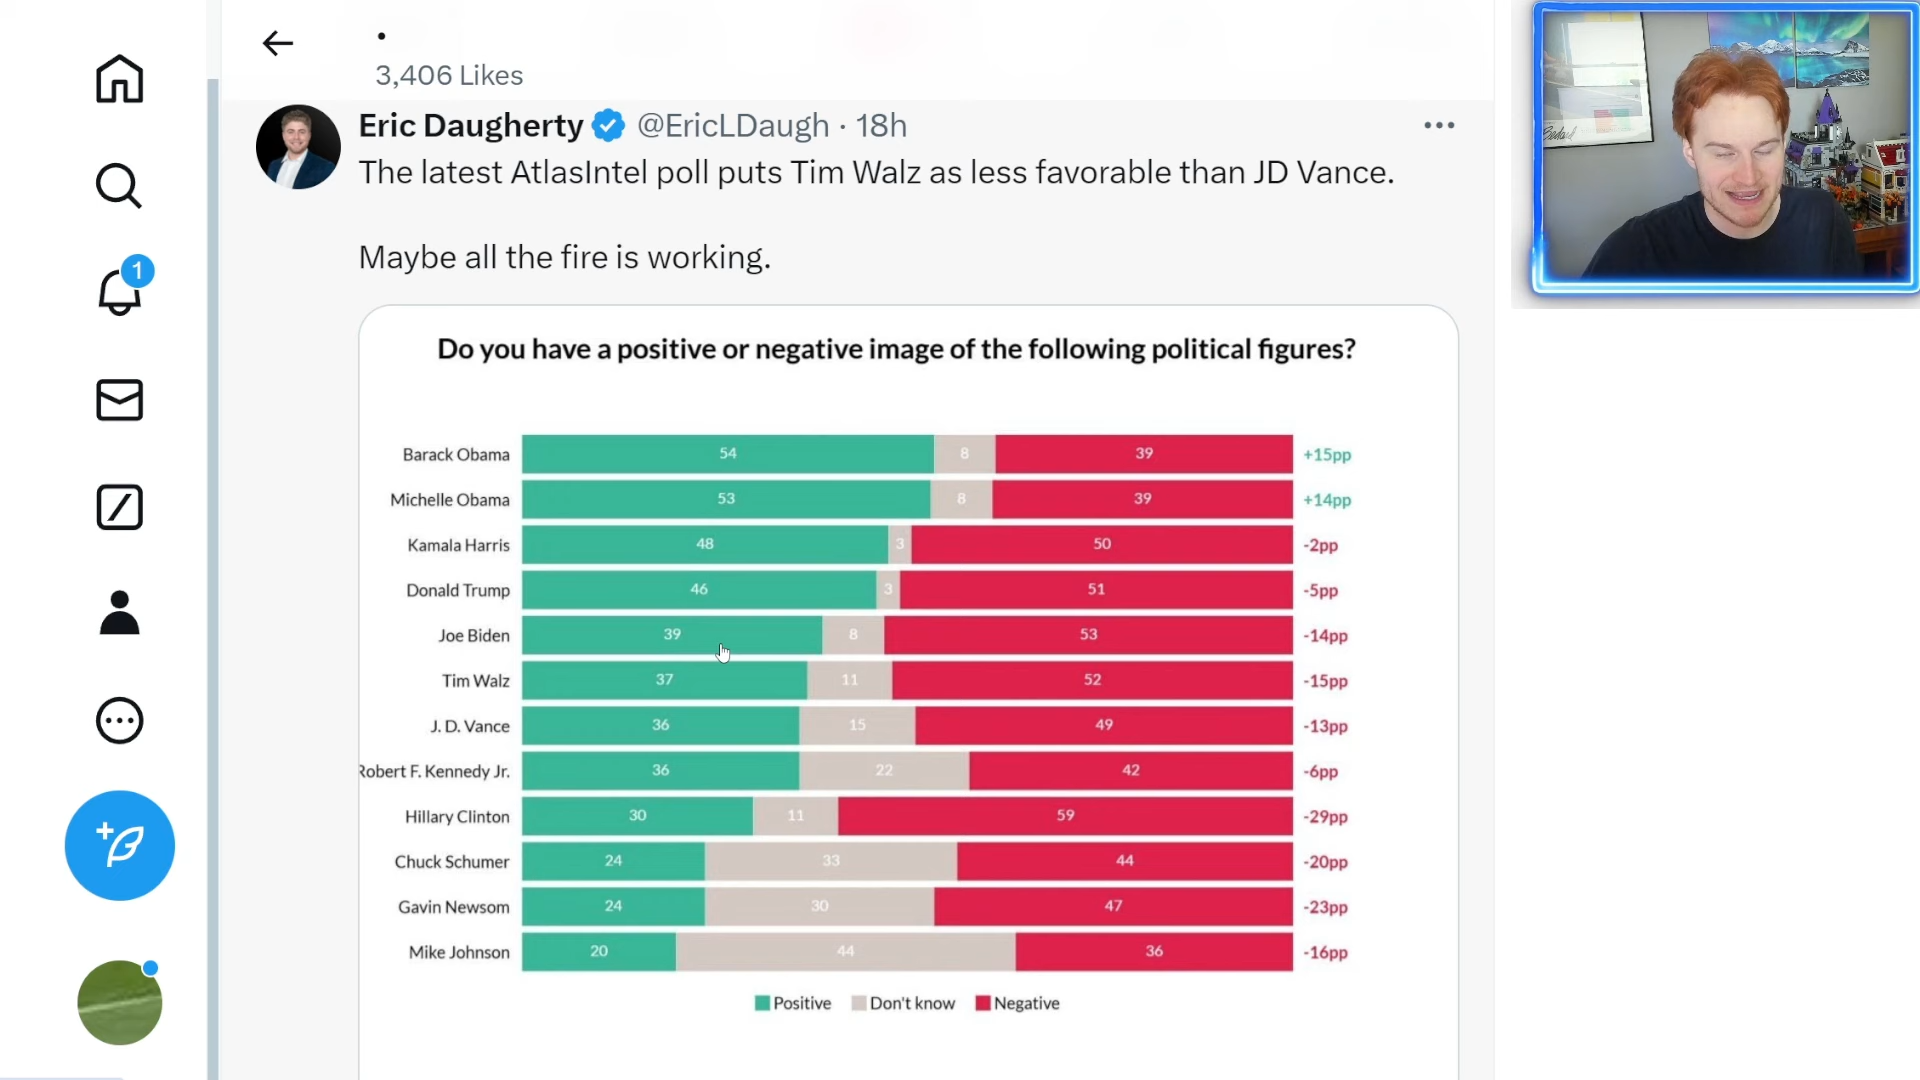 3,406 Likes
Eric Daugherty @EricLDaugh · 18h
The latest AtlasIntel poll puts Tim Walz as less favorable than JD Vance.
Maybe all the fire is working.
Do you have a positive or negative image of the following political figures?
Barack Obama 54 8 39 +15pp
Michelle Obama 53 8 39 +14pp
Kamala Harris 48 3 50 -2pp
Donald Trump 46 3 51 -5pp
Joe Biden 39 8 53 -14pp
Tim Walz 37 11 52 -15pp
J. D. Vance 36 15 49 -13pp
Robert F. Kennedy Jr. 36 22 42 -6pp
Hillary Clinton 30 11 59 -29pp
Chuck Schumer 24 33 44 -20pp
Gavin Newsom 24 30 47 -23pp
Mike Johnson 20 44 36 -16pp
Positive Don't know Negative
1